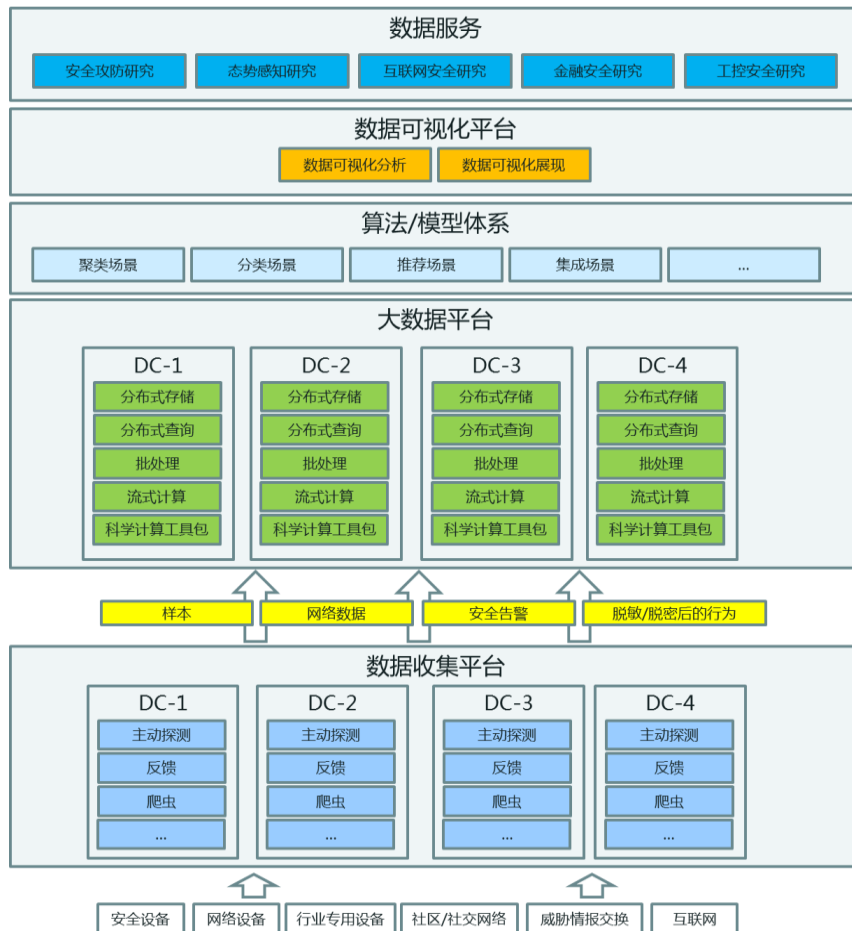 数据服务
安全攻防研究 态势感知研究 互联网安全研究 金融安全研究 工控安全研究
数据可视化平台
数据可视化分析 数据可视化展现
算法/模型体系
聚类场景 分类场景 推荐场景 集成场景 ...
大数据平台
DC-1 DC-2 DC-3 DC-4
分布式存储 分布式存储 分布式存储 分布式存储
分布式查询 分布式查询 分布式查询 分布式查询
批处理 批处理 批处理 批处理
流式计算 流式计算 流式计算 流式计算
科学计算工具包 科学计算工具包 科学计算工具包 科学计算工具包
样本 网络数据 安全告警 脱敏/脱密后的行为
数据收集平台
DC-1 DC-2 DC-3 DC-4
主动探测 主动探测 主动探测 主动探测
反馈 反馈 反馈 反馈
爬虫 爬虫 爬虫 爬虫
... ... ... ...
安全设备 网络设备 行业专用设备 社区/社交网络 威胁情报交换 互联网